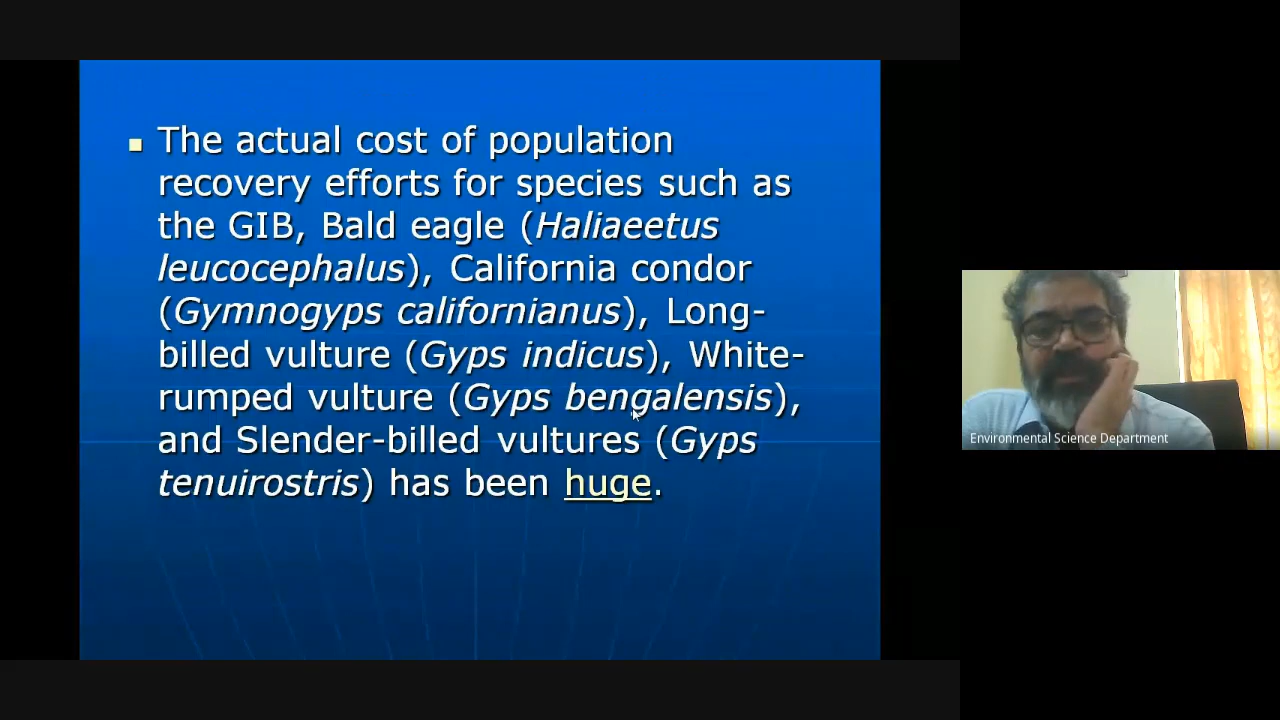 The actual cost of population
recovery efforts for species such as
the GIB, Bald eagle (Haliaeetus
leucocephalus), California condor
(Gymnogyps californianus), Long-
billed vulture (Gyps indicus), White-
rumped vulture (Gyps bengalensis),
and Slender-billed vultures (Gyps
tenuirostris) has been huge.
Environmental Science Department